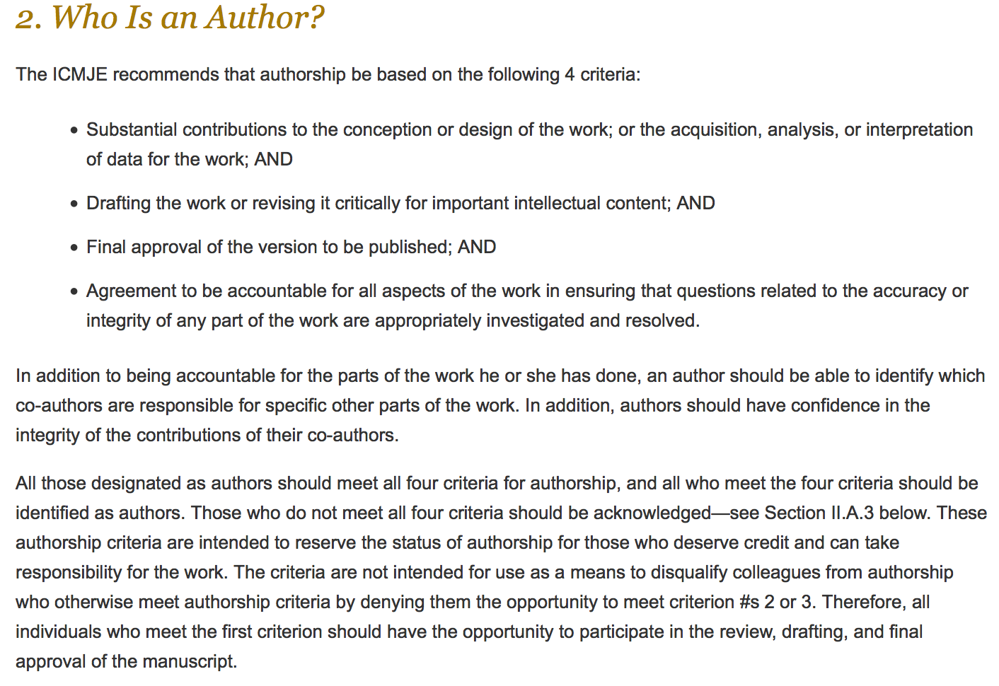 2. Who Is an Author?
The ICMJE recommends that authorship be based on the following 4 criteria:
• Substantial contributions to the conception or design of the work; or the acquisition, analysis, or interpretation
of data for the work; AND
• Drafting the work or revising it critically for important intellectual content; AND
• Final approval of the version to be published; AND
• Agreement to be accountable for all aspects of the work in ensuring that questions related to the accuracy or
integrity of any part of the work are appropriately investigated and resolved.
In addition to being accountable for the parts of the work he or she has done, an author should be able to identify which
co-authors are responsible for specific other parts of the work. In addition, authors should have confidence in the
integrity of the contributions of their co-authors.
All those designated as authors should meet all four criteria for authorship, and all who meet the four criteria should be
identified as authors. Those who do not meet all four criteria should be acknowledged—see Section II.A.3 below. These
authorship criteria are intended to reserve the status of authorship for those who deserve credit and can take
responsibility for the work. The criteria are not intended for use as a means to disqualify colleagues from authorship
who otherwise meet authorship criteria by denying them the opportunity to meet criterion #s 2 or 3. Therefore, all
individuals who meet the first criterion should have the opportunity to participate in the review, drafting, and final
approval of the manuscript.